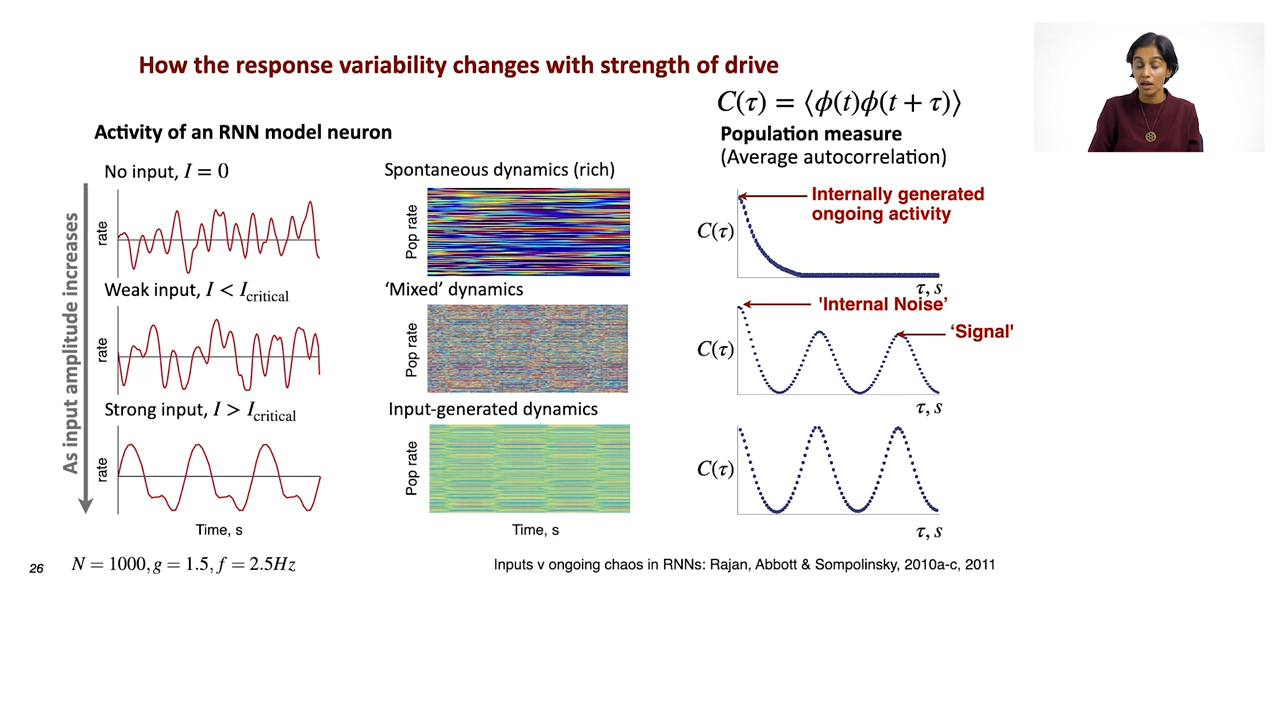 How the response variability changes with strength of drive
C(τ) = ⟨ϕ(t)ϕ(t + τ)⟩
Activity of an RNN model neuron
Population measure
(Average autocorrelation)
As input amplitude increases
No input, I = 0
rate
Spontaneous dynamics (rich)
Pop rate
C(τ)
Internally generated
ongoing activity
τ, s
Weak input, I < Icritical
rate
‘Mixed’ dynamics
Pop rate
C(τ)
'Internal Noise’
‘Signal'
τ, s
Strong input, I > Icritical
rate
Time, s
Input-generated dynamics
Pop rate
Time, s
C(τ)
τ, s
26
N = 1000, g = 1.5, f = 2.5Hz
Inputs v ongoing chaos in RNNs: Rajan, Abbott & Sompolinsky, 2010a-c, 2011